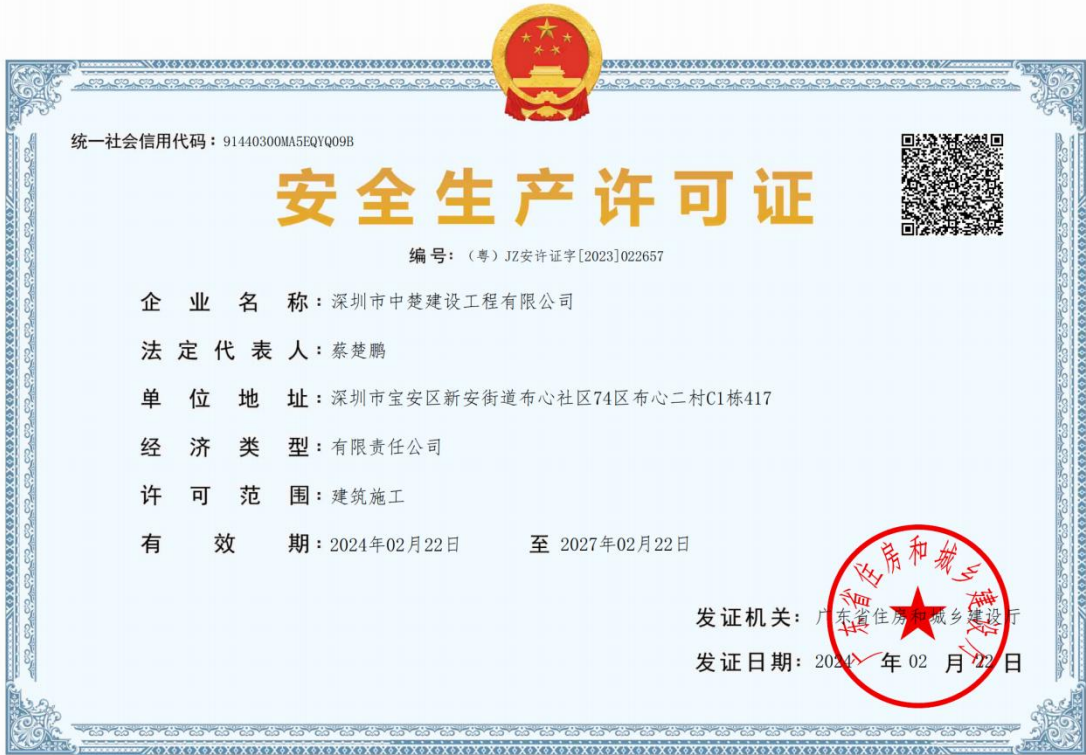 统一社会信用代码：91440300MA5EQYQ09B
安全生产许可证
编号：（粤）JZ安许证字[2023]022657
企业名称：深圳市中楚建设工程有限公司
法定代表人：蔡楚鹏
单位地址：深圳市宝安区新安街道布心社区74区布心二村C1栋417
经济类型：有限责任公司
许可范围：建筑施工
有效期：2024年02月22日 至 2027年02月22日
发证机关：广东省住房和城乡建设厅
发证日期：2024年02月22日
广东省住房和城乡建设厅